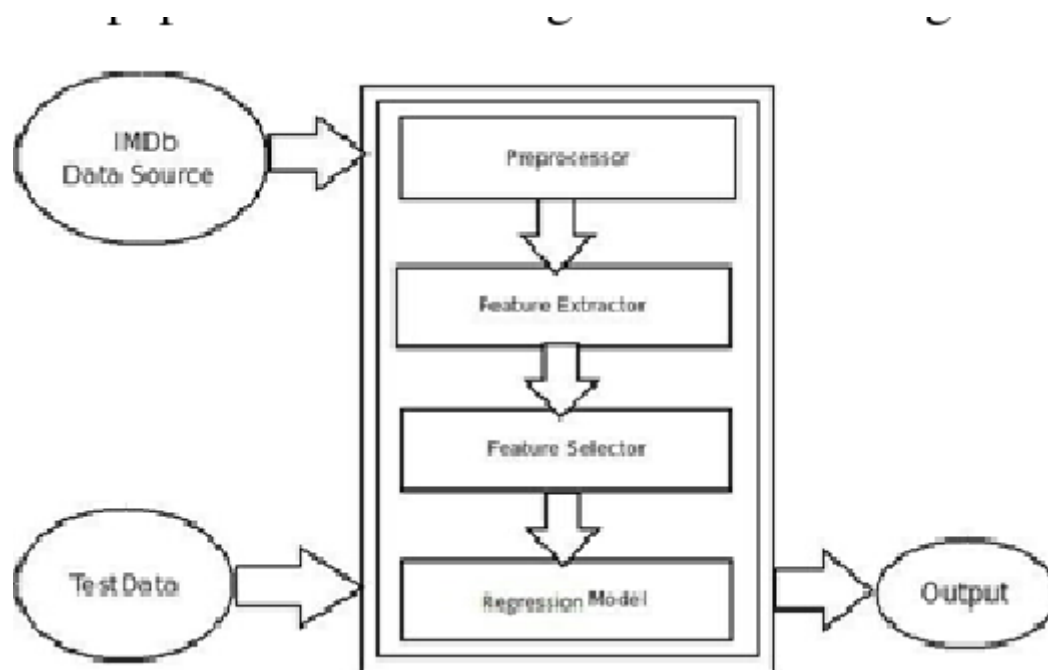 IMDb
Data Source
Preprocessor
Feature Extractor
Feature Selector
Test Data
Regression Model
Output